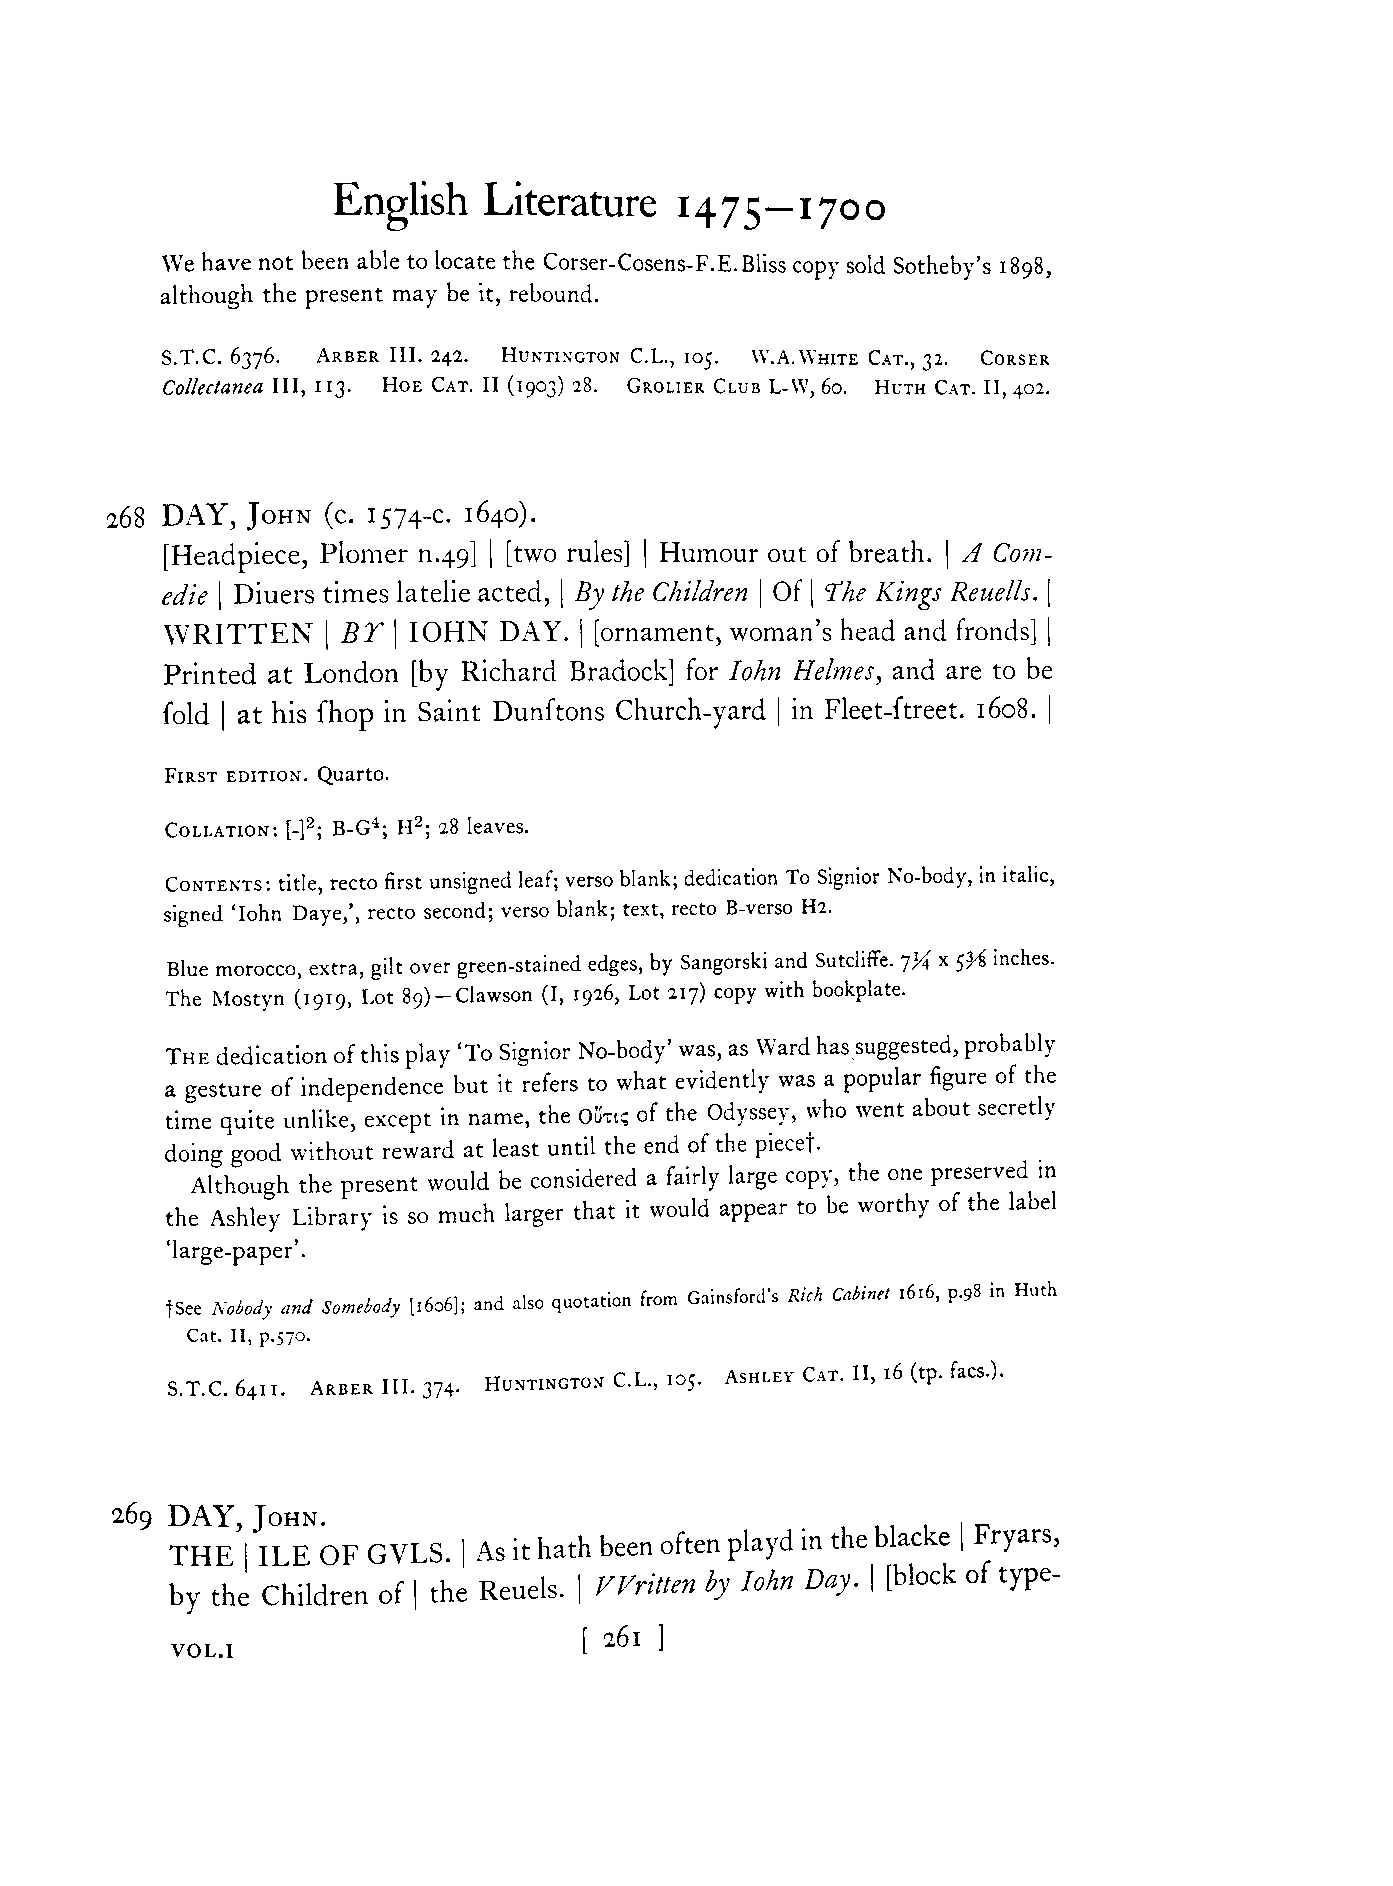 English Literature 1475–1700
We have not been able to locate the Corser-Cosens-F.E.Bliss copy sold Sotheby's 1898,
although the present may be it, rebound.
S.T.C. 6376. ARBER III. 242. HUNTINGTON C.L., 105. W.A.WHITE CAT., 32. CORSER
Collectanea III, 113. HOE CAT. II (1903) 28. GROLIER CLUB L-W, 60. HUTH CAT. II, 402.
268 DAY, JOHN (c. 1574-c. 1640).
[Headpiece, Plomer n.49] | [two rules] | Humour out of breath. | A Com-
edie | Diuers times latelie acted, | By the Children | Of | The Kings Reuells. |
WRITTEN | BY | IOHN DAY. | [ornament, woman's head and fronds] |
Printed at London [by Richard Bradock] for Iohn Helmes, and are to be
ſold | at his ſhop in Saint Dunſtons Church-yard | in Fleet-ſtreet. 1608. |
FIRST EDITION. Quarto.
COLLATION: [-]²; B-G⁴; H²; 28 leaves.
CONTENTS: title, recto first unsigned leaf; verso blank; dedication To Signior No-body, in italic,
signed 'Iohn Daye,', recto second; verso blank; text, recto B-verso H2.
Blue morocco, extra, gilt over green-stained edges, by Sangorski and Sutcliffe. 7¼ x 5⅜ inches.
The Mostyn (1919, Lot 89)—Clawson (I, 1926, Lot 217) copy with bookplate.
THE dedication of this play 'To Signior No-body' was, as Ward has suggested, probably
a gesture of independence but it refers to what evidently was a popular figure of the
time quite unlike, except in name, the Οὔτις of the Odyssey, who went about secretly
doing good without reward at least until the end of the piece†.
Although the present would be considered a fairly large copy, the one preserved in
the Ashley Library is so much larger that it would appear to be worthy of the label
'large-paper'.
†See Nobody and Somebody [1606]; and also quotation from Gainsford's Rich Cabinet 1616, p.98 in Huth
Cat. II, p.570.
S.T.C. 6411. ARBER III. 374. HUNTINGTON C.L., 105. ASHLEY CAT. II, 16 (tp. facs.).
269 DAY, JOHN.
THE | ILE OF GVLS. | As it hath been often playd in the blacke | Fryars,
by the Children of | the Reuels. | VVritten by Iohn Day. | [block of type-
VOL.I [ 261 ]